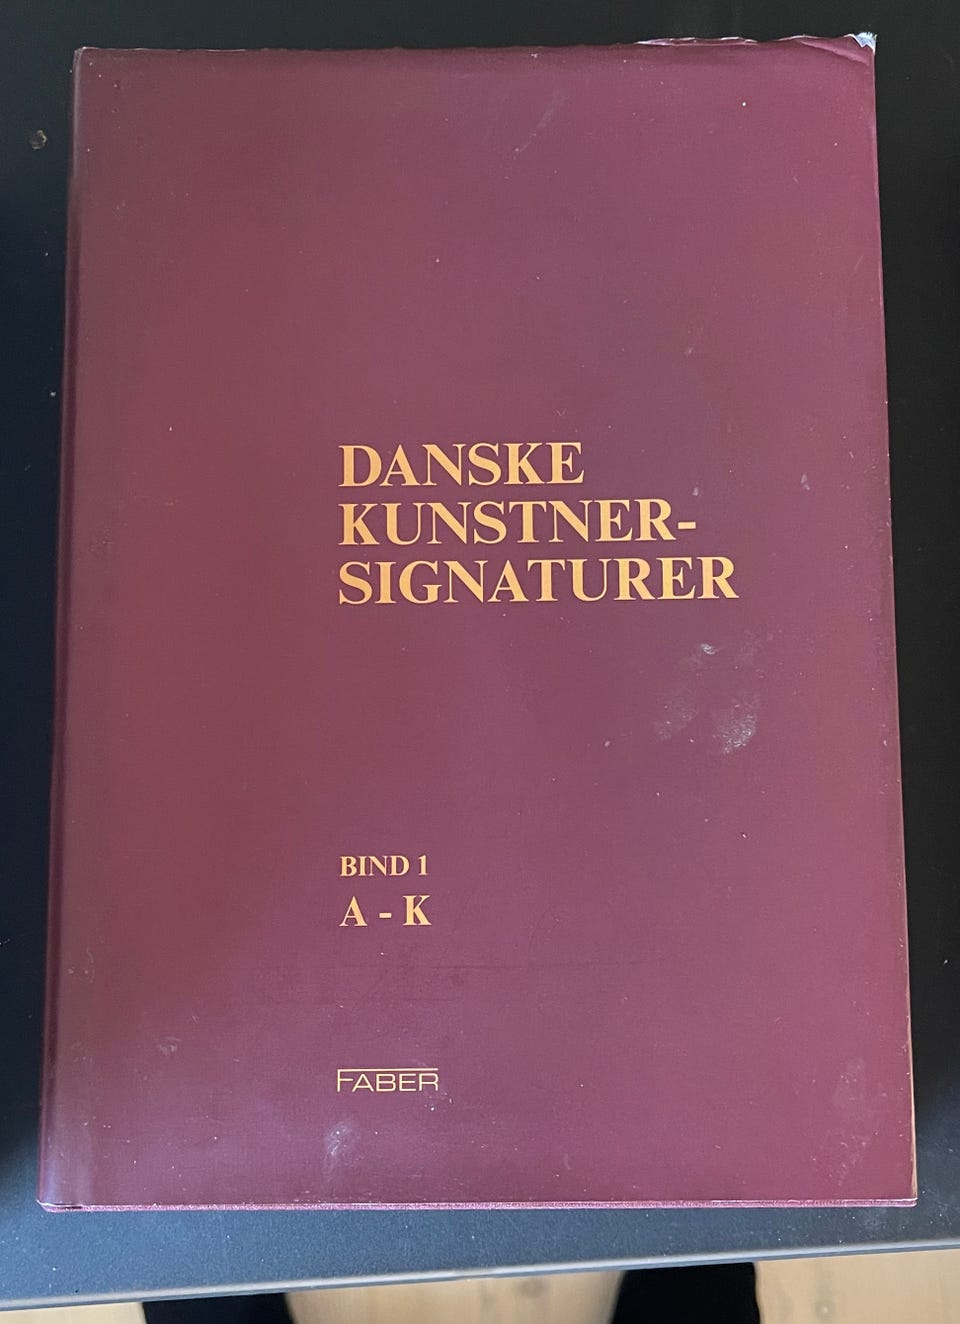 DANSKE
KUNSTNER-
SIGNATURER
BIND 1
A - K
FABER